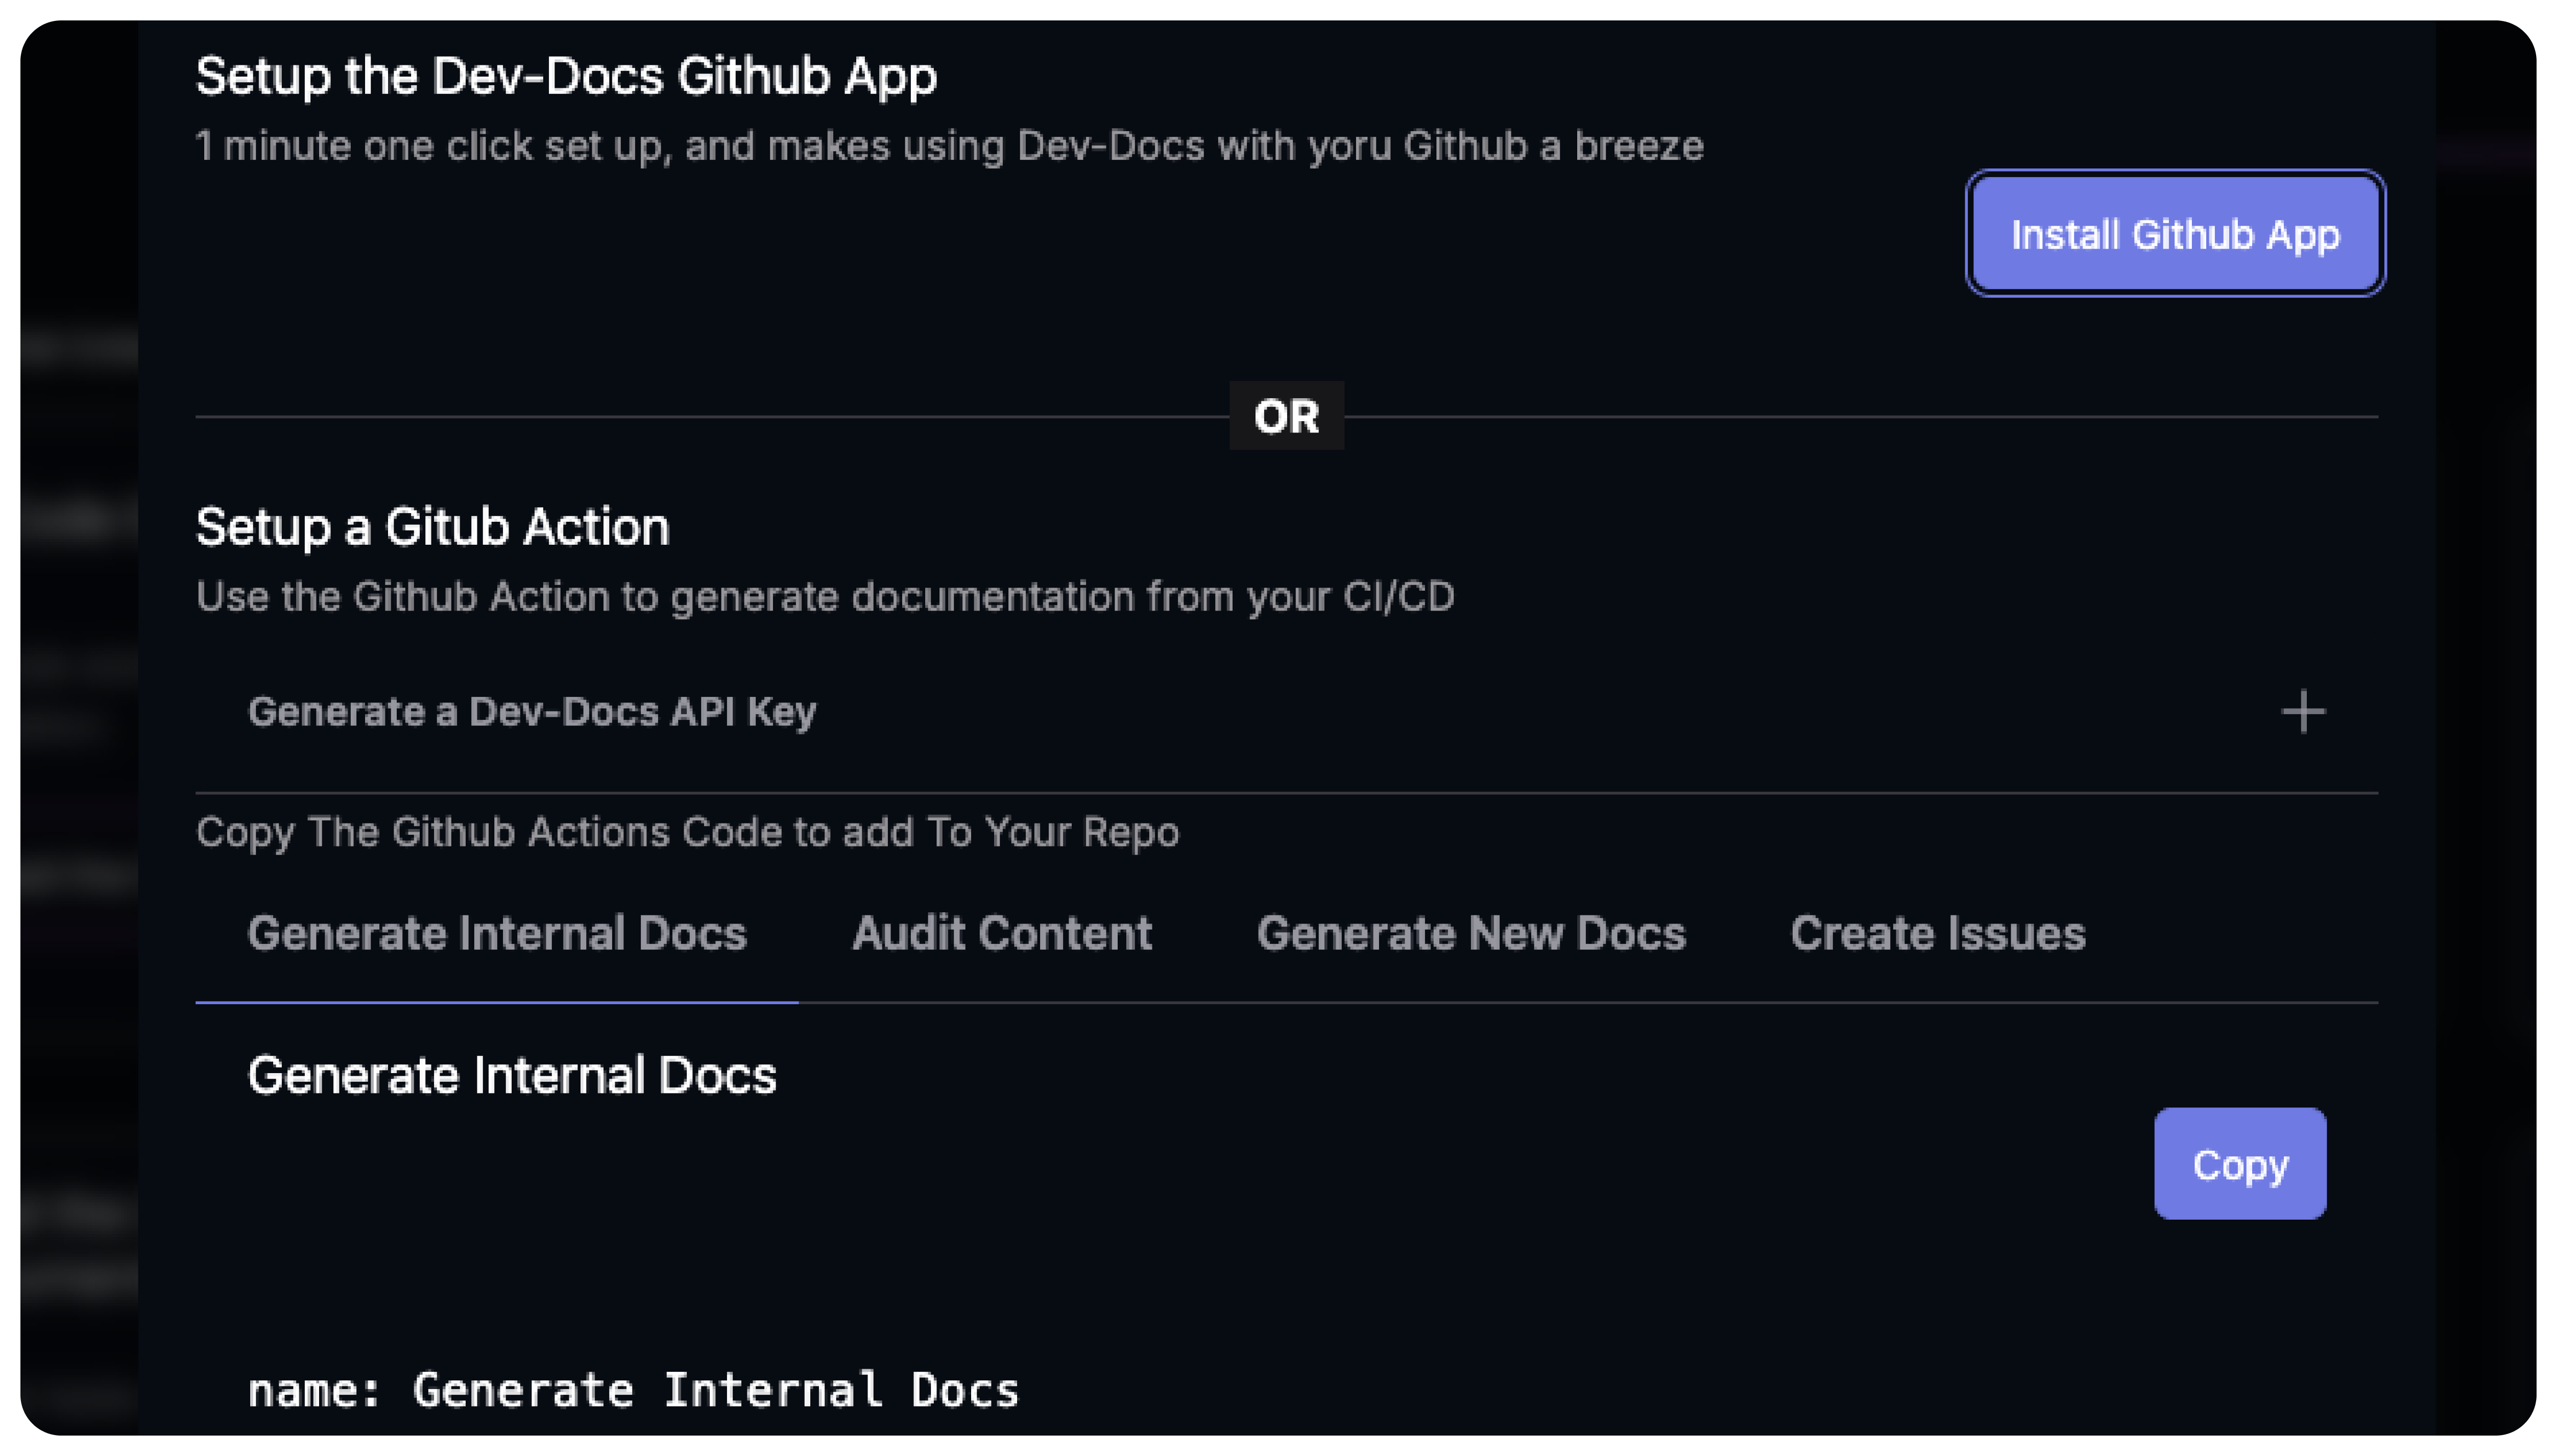 Setup the Dev-Docs Github App
1 minute one click set up, and makes using Dev-Docs with yoru Github a breeze
Install Github App
OR
Setup a Gitub Action
Use the Github Action to generate documentation from your CI/CD
Generate a Dev-Docs API Key
Copy The Github Actions Code to add To Your Repo
Generate Internal Docs Audit Content Generate New Docs Create Issues
Generate Internal Docs
Copy
name: Generate Internal Docs